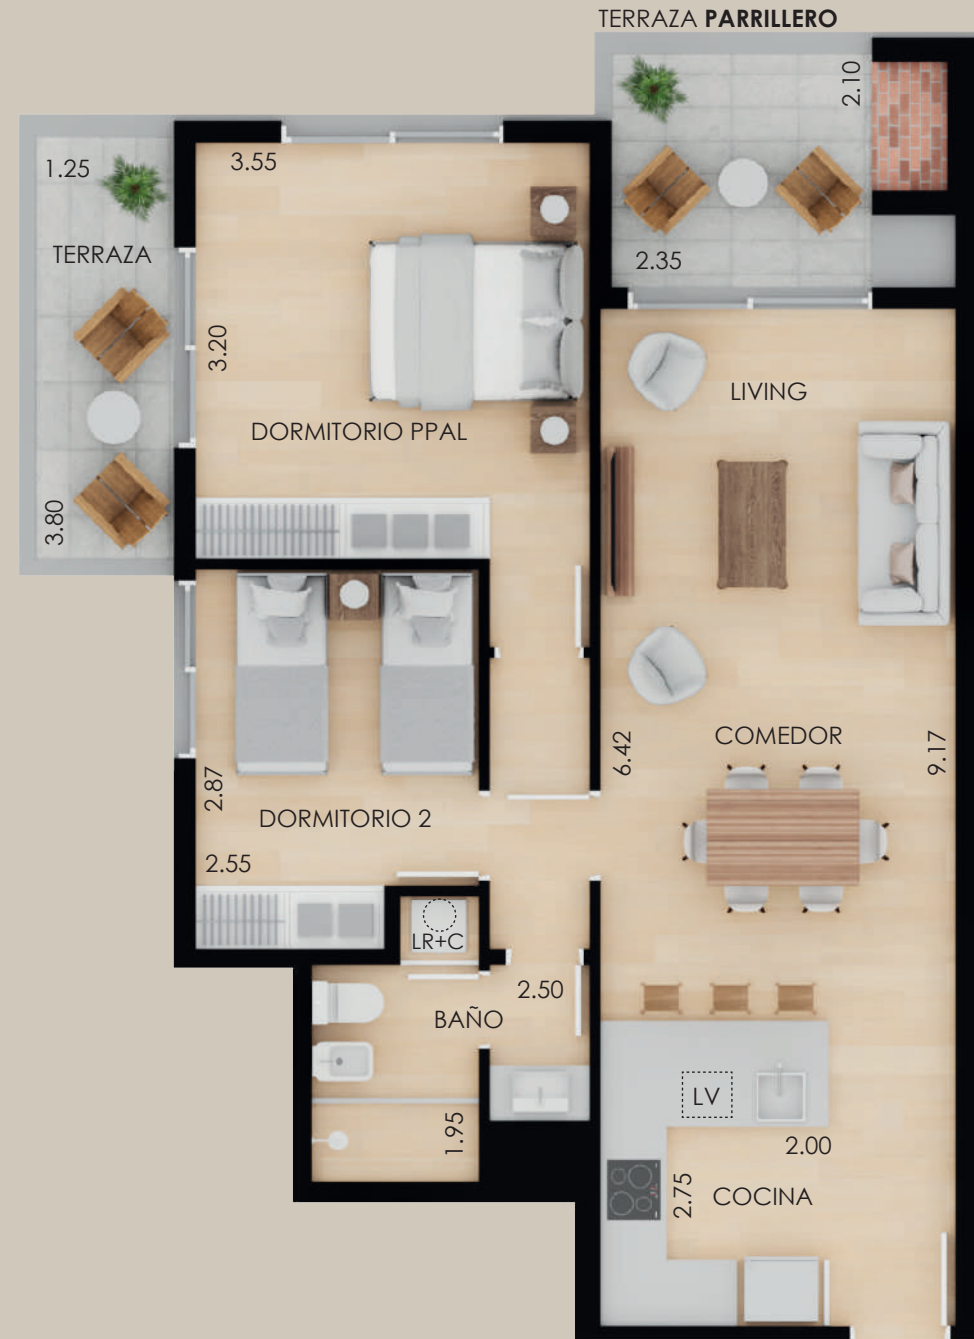 TERRAZA PARRILLERO
2.10
1.25
3.55
TERRAZA
2.35
3.20
LIVING
DORMITORIO PPAL
3.80
COMEDOR
6.42
9.17
2.87
DORMITORIO 2
2.55
LR+C
2.50
BAÑO
LV
1.95
2.00
2.75
COCINA